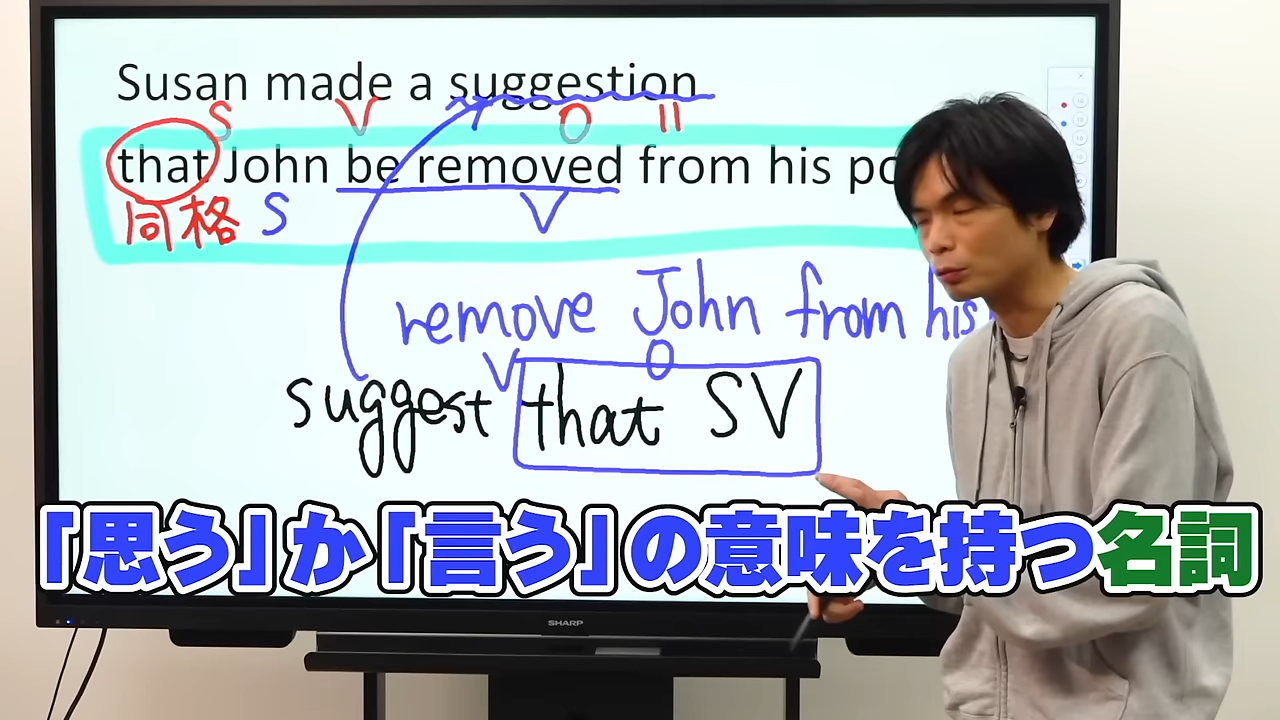 Susan made a suggestion
S V O =
that John be removed from his po
同格 S V
remove John from his
V O
suggest that SV
「思う」か「言う」の意味を持つ名詞
SHARP